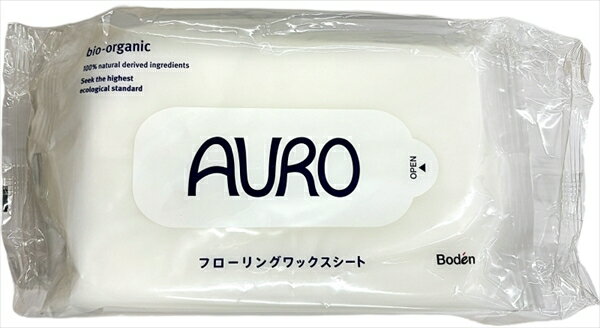 bio-organic
100% natural derived ingredients
Seek the highest
ecological standard
AURO
OPEN
フローリングワックスシート
Bodén